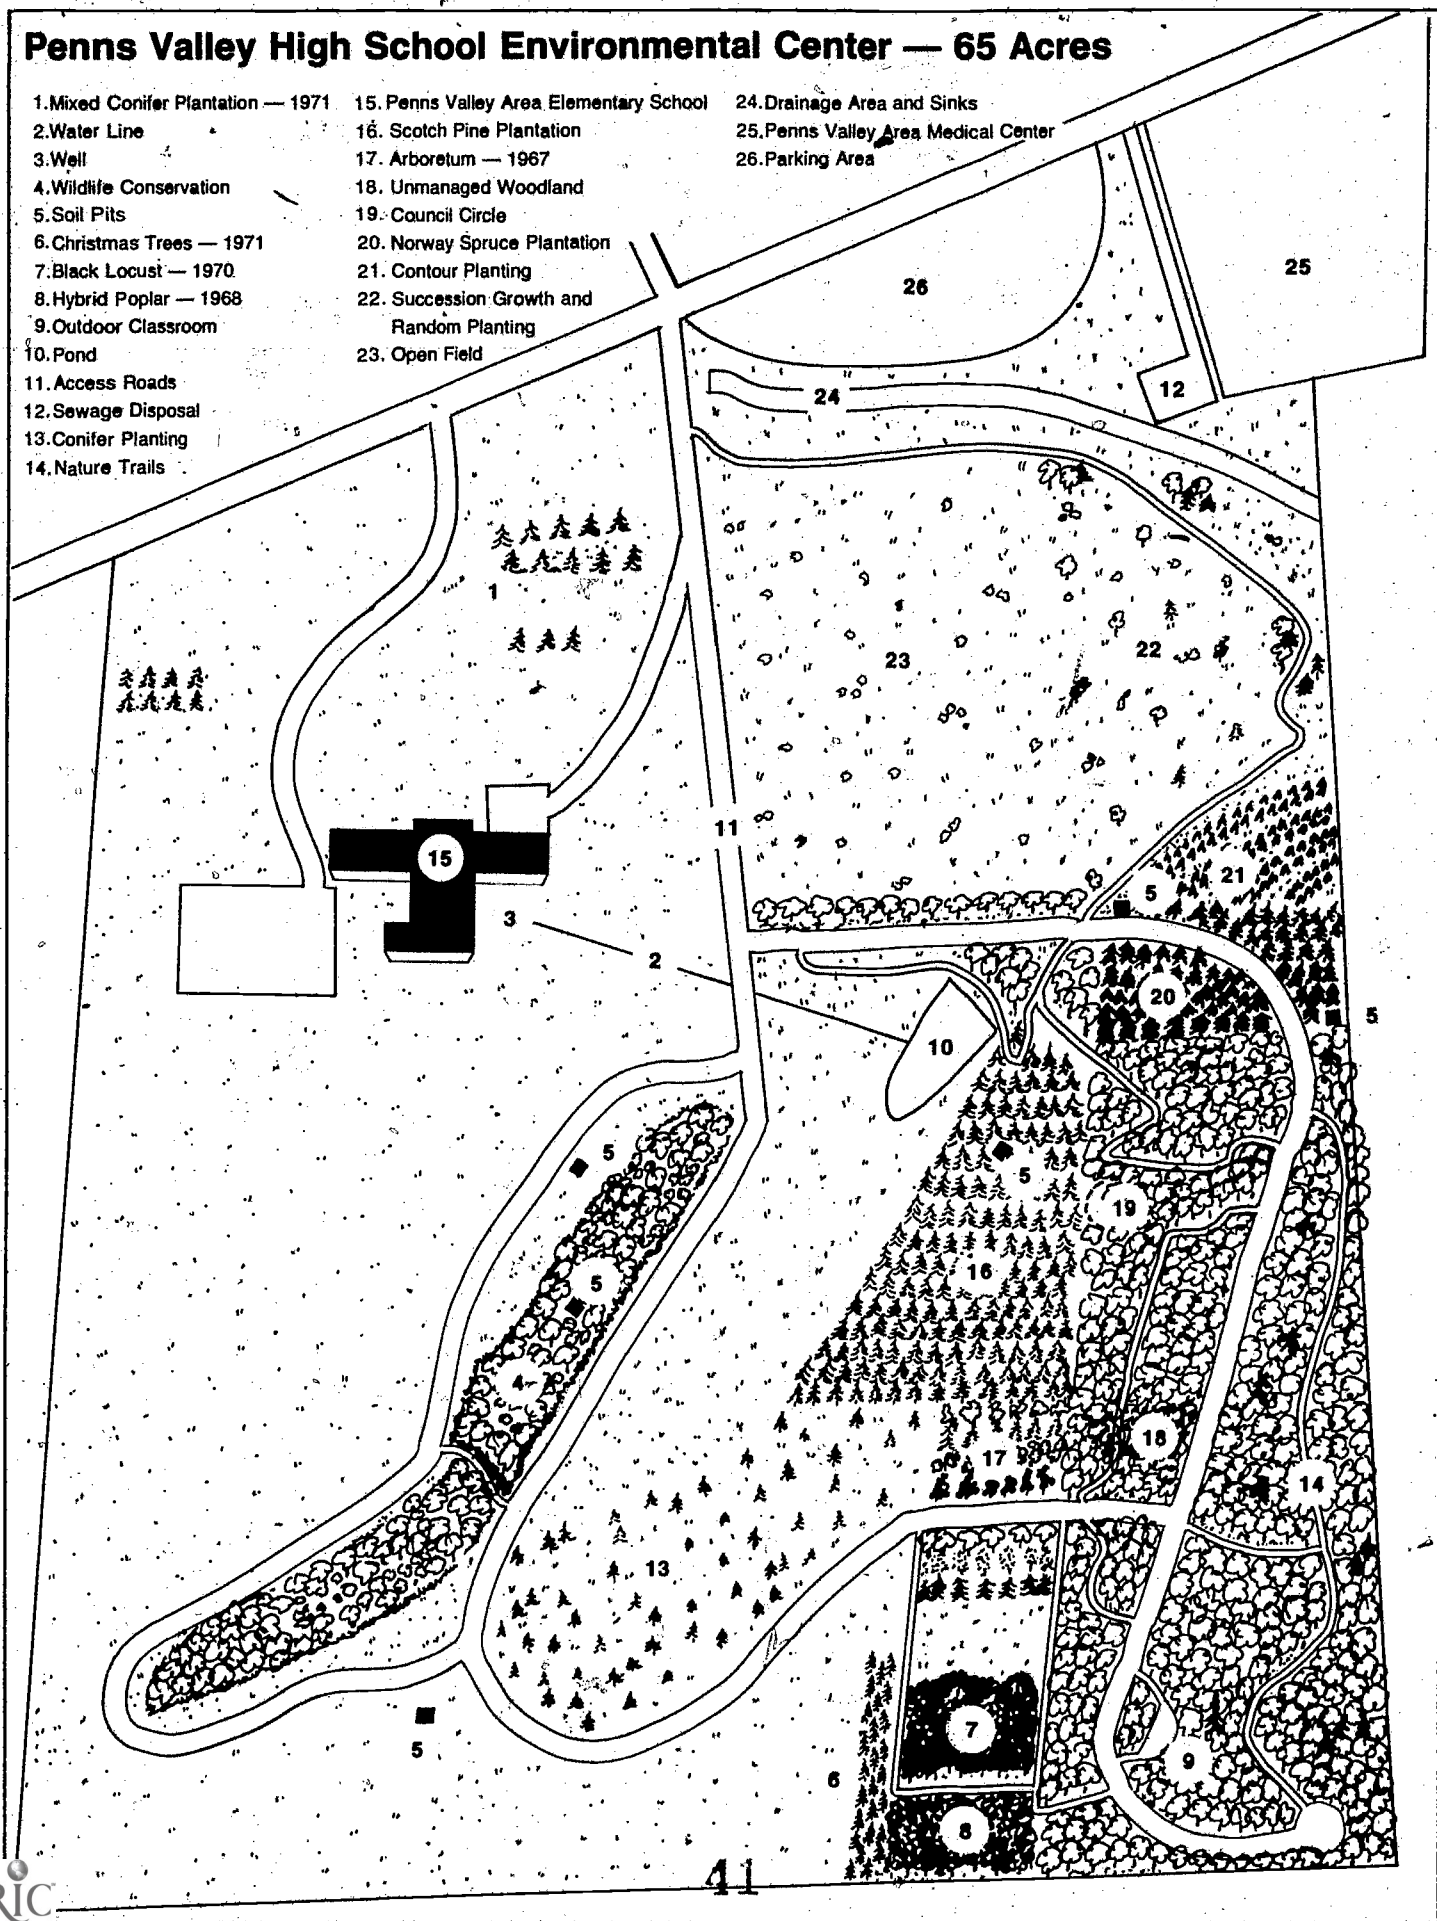 Penns Valley High School Environmental Center — 65 Acres
1. Mixed Conifer Plantation — 1971
2. Water Line
3. Well
4. Wildlife Conservation
5. Soil Pits
6. Christmas Trees — 1971
7. Black Locust — 1970
8. Hybrid Poplar — 1968
9. Outdoor Classroom
10. Pond
11. Access Roads
12. Sewage Disposal
13. Conifer Planting
14. Nature Trails
15. Penns Valley Area Elementary School
16. Scotch Pine Plantation
17. Arboretum — 1967
18. Unmanaged Woodland
19. Council Circle
20. Norway Spruce Plantation
21. Contour Planting
22. Succession Growth and
Random Planting
23. Open Field
24. Drainage Area and Sinks
25. Penns Valley Area Medical Center
26. Parking Area
25
26
12
24
1
23
22
11
15
21
5
3
2
20
5
10
5
5
19
16
5
4
18
17
14
13
7
5
9
6
8
41
RIC